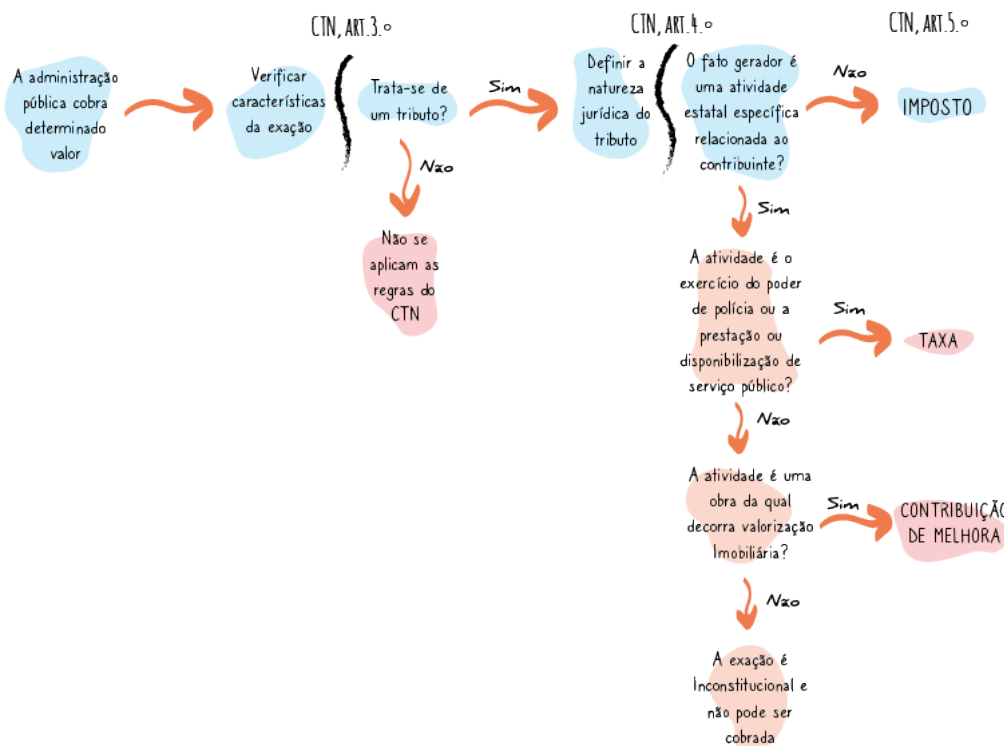 CTN, ART.3.º
CTN, ART.4.º
CTN, ART.5.º
A administração
pública cobra
determinado
valor
Verificar
características
da exação
Trata-se de
um tributo?
Sim
Definir a
natureza
jurídica do
tributo
O fato gerador é
uma atividade
estatal específica
relacionada ao
contribuinte?
Não
IMPOSTO
Não
Não se
aplicam as
regras do
CTN
Sim
A atividade é o
exercício do poder
de polícia ou a
prestação ou
disponibilização de
serviço público?
Sim
TAXA
Não
A atividade é uma
obra da qual
decorra valorização
Imobiliária?
Sim
CONTRIBUIÇÃO
DE MELHORA
Não
A exação é
Inconstitucional e
não pode ser
cobrada